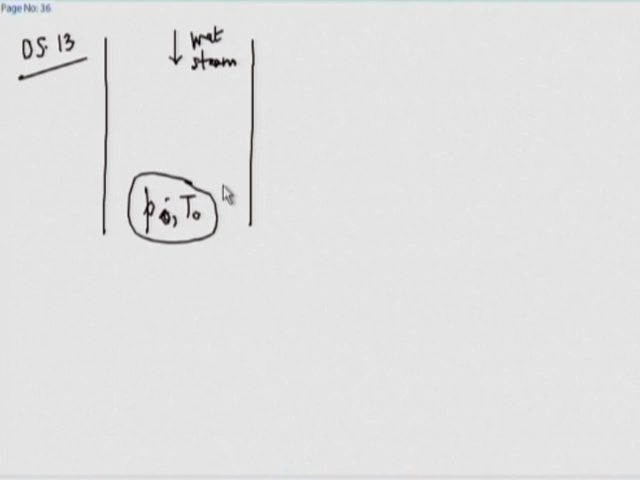 Page No: 36
DS. 13
wet
steam
p₀, T₀